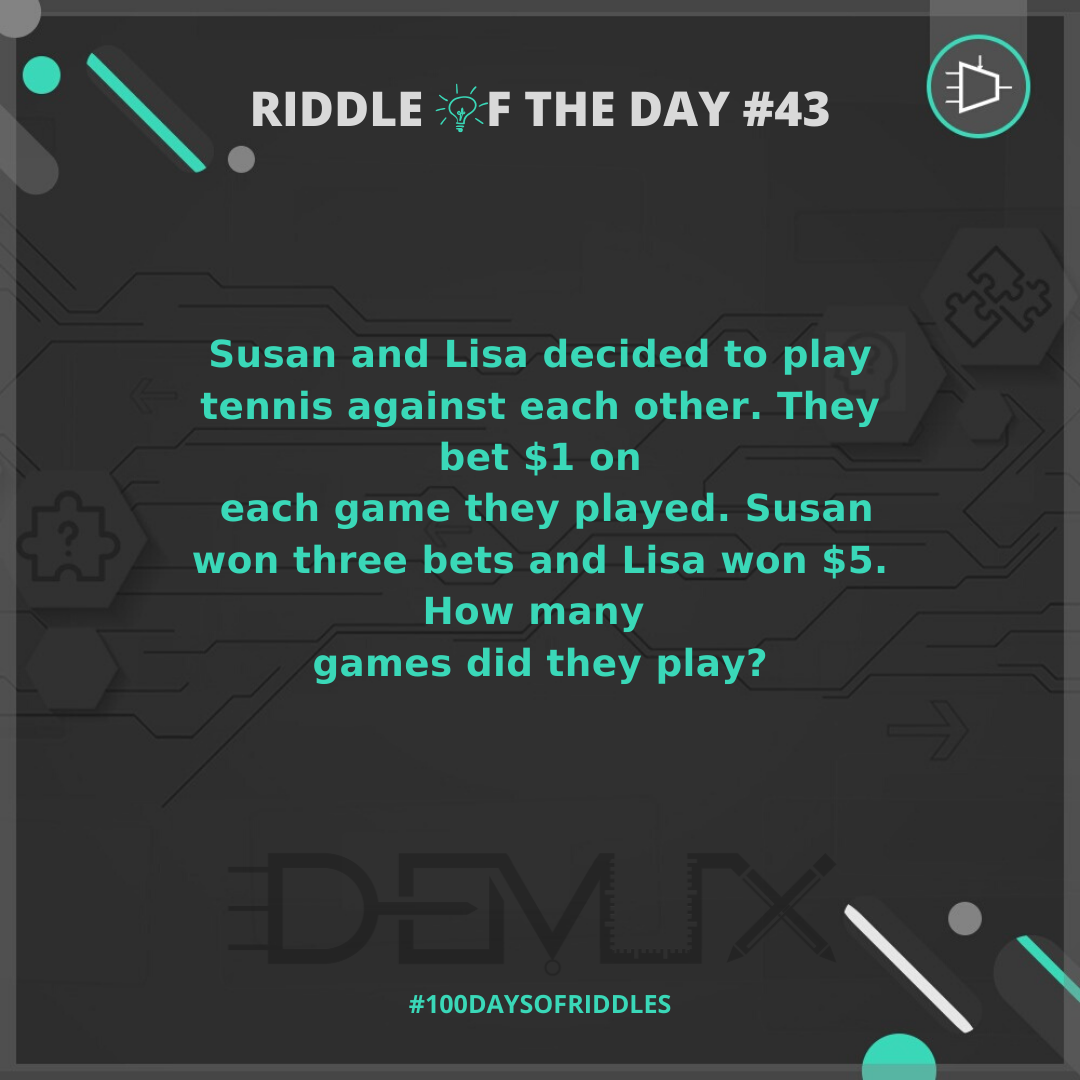 RIDDLE OF THE DAY #43
Susan and Lisa decided to play
tennis against each other. They
bet $1 on
each game they played. Susan
won three bets and Lisa won $5.
How many
games did they play?
DEMUX
#100DAYSOFRIDDLES